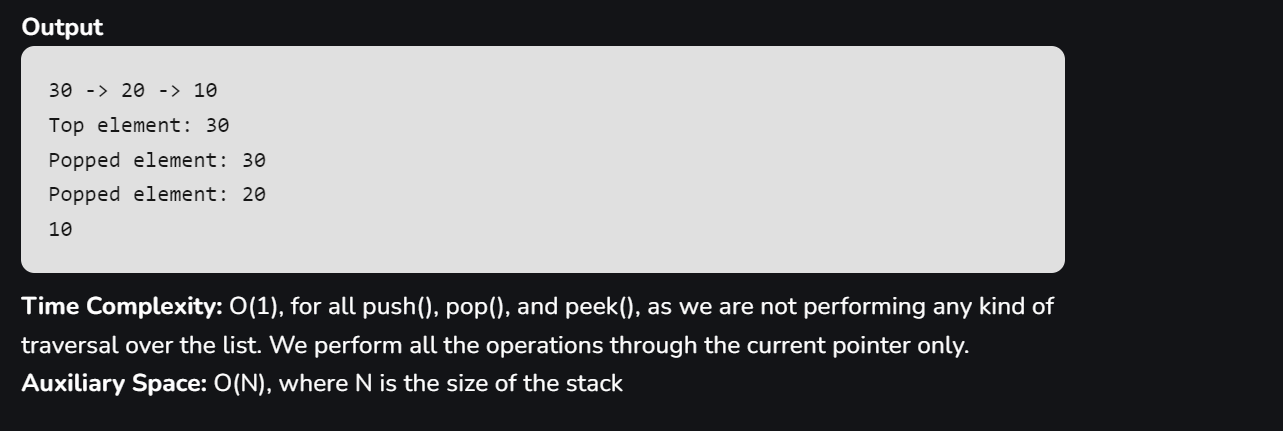 Output
30 -> 20 -> 10
Top element: 30
Popped element: 30
Popped element: 20
10
Time Complexity: O(1), for all push(), pop(), and peek(), as we are not performing any kind of
traversal over the list. We perform all the operations through the current pointer only.
Auxiliary Space: O(N), where N is the size of the stack